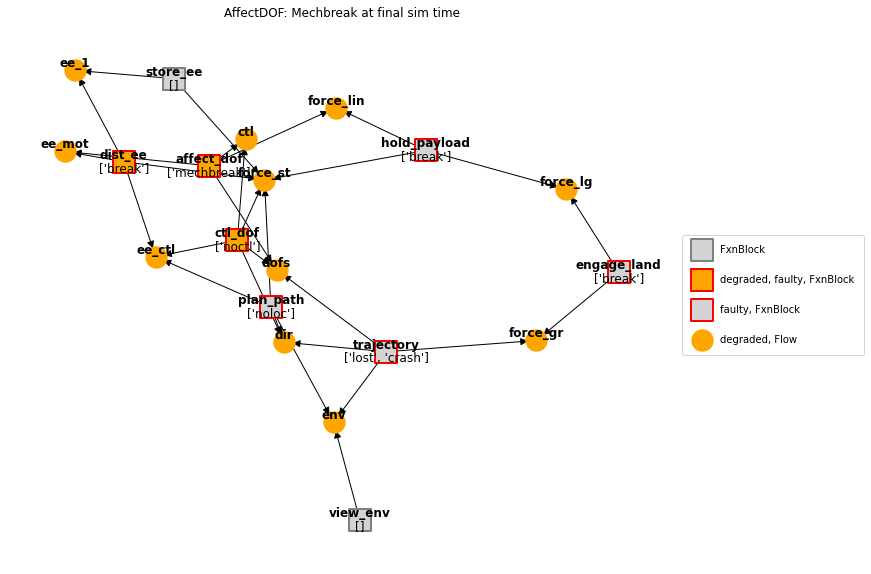 AffectDOF: Mechbreak at final sim time
ee_1
store_ee
[]
force_lin
ctl
hold_payload
['break']
ee_mot
dist_ee
['break']
affect_dof
['mechbreak']
force_st
force_lg
ctl_dof
['noctl']
ee_ctl
dofs
engage_land
['break']
plan_path
['noloc']
dir
force_gr
trajectory
['lost', 'crash']
env
view_env
[]
FxnBlock
degraded, faulty, FxnBlock
faulty, FxnBlock
degraded, Flow